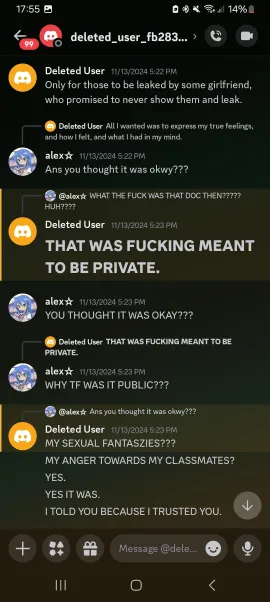 17:55
14%
99
deleted_user_fb283...
Deleted User 11/13/2024 5:22 PM
Only for those to be leaked by some girlfriend,
who promised to never show them and leak.
Deleted User All I wanted was to express my true feelings,
and how I felt, and what I had in my mind.
alex☆ 11/13/2024 5:22 PM
Ans you thought it was okwy???
@alex☆ WHAT THE FUCK WAS THAT DOC THEN?????
HUH????
Deleted User 11/13/2024 5:23 PM
THAT WAS FUCKING MEANT
TO BE PRIVATE.
alex☆ 11/13/2024 5:23 PM
YOU THOUGHT IT WAS OKAY???
Deleted User THAT WAS FUCKING MEANT TO BE
PRIVATE.
alex☆ 11/13/2024 5:23 PM
WHY TF WAS IT PUBLIC???
@alex☆ Ans you thought it was okwy???
Deleted User 11/13/2024 5:23 PM
MY SEXUAL FANTASZIES???
MY ANGER TOWARDS MY CLASSMATES?
YES.
YES IT WAS.
I TOLD YOU BECAUSE I TRUSTED YOU.
Message @dele...